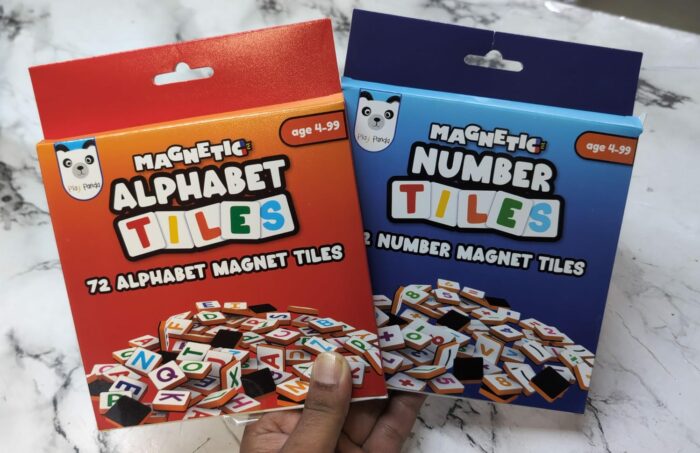 age 4-99
Play Panda
MAGNETIC
ALPHABET
TILES
72 ALPHABET MAGNET TILES
age 4-99
Play Panda
MAGNETIC
NUMBER
TILES
2 NUMBER MAGNET TILES